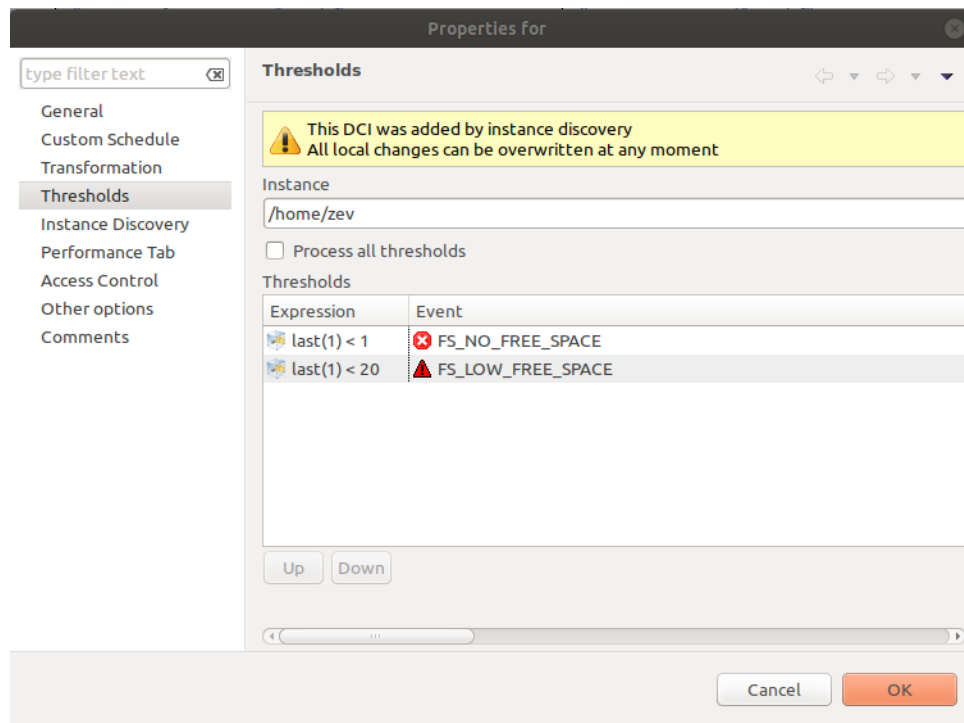 Properties for
type filter text
General
Custom Schedule
Transformation
Thresholds
Instance Discovery
Performance Tab
Access Control
Other options
Comments
Thresholds
This DCI was added by instance discovery
All local changes can be overwritten at any moment
Instance
/home/zev
Process all thresholds
Thresholds
Expression Event
last(1) < 1 FS_NO_FREE_SPACE
last(1) < 20 FS_LOW_FREE_SPACE
Up Down
Cancel OK